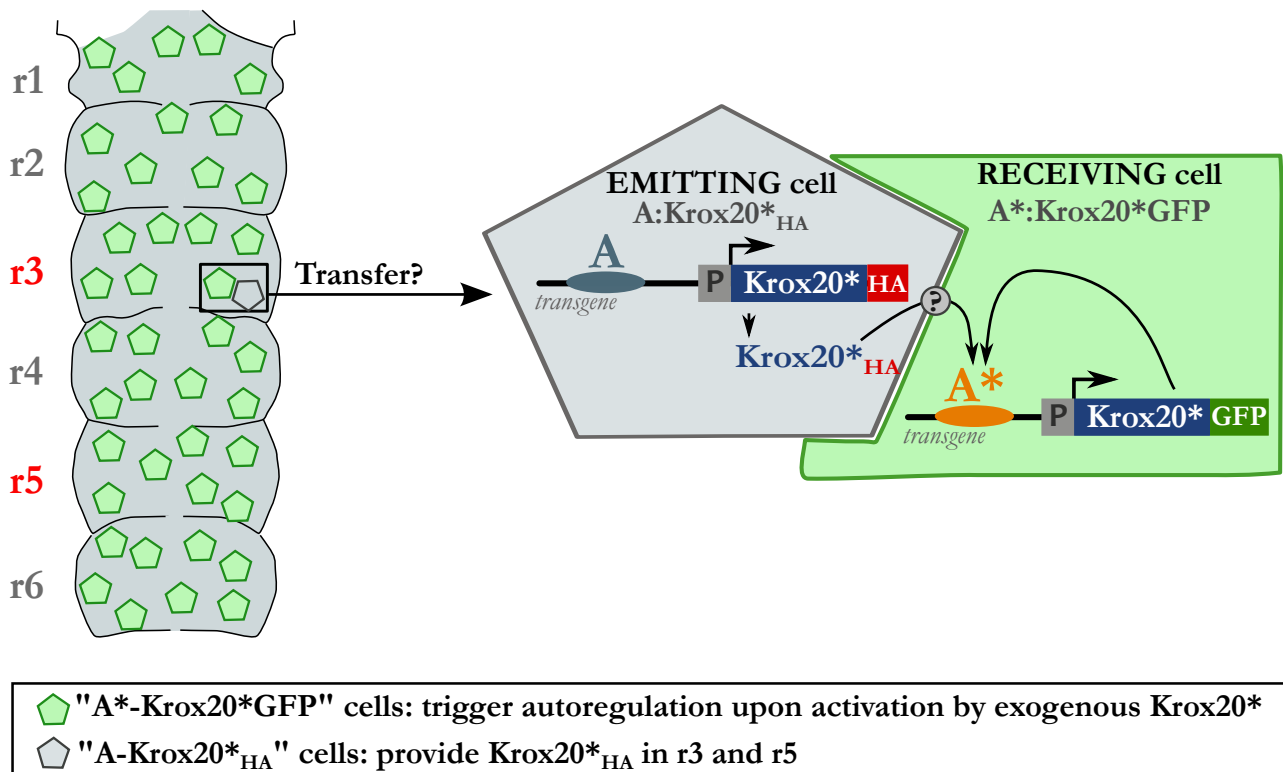 r1
r2
r3
r4
r5
r6
Transfer?
EMITTING cell
A:Krox20*HA
A
transgene
P Krox20* HA
Krox20*HA
?
RECEIVING cell
A*:Krox20*GFP
A*
transgene
P Krox20* GFP
"A*-Krox20*GFP" cells: trigger autoregulation upon activation by exogenous Krox20*
"A-Krox20*HA" cells: provide Krox20*HA in r3 and r5